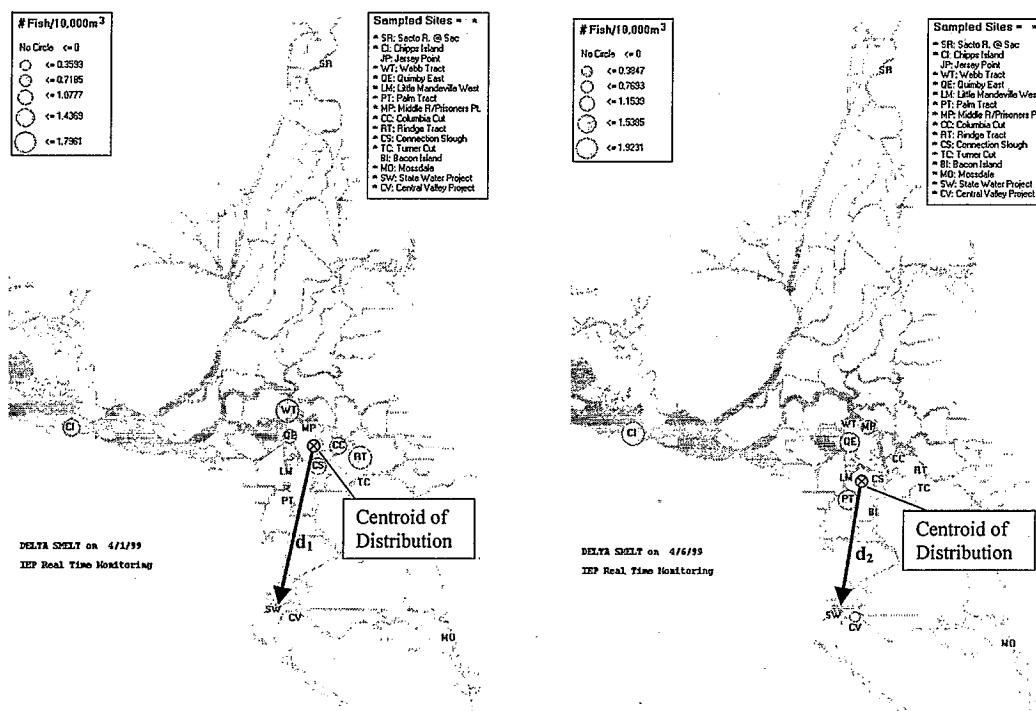 # Fish/10,000m3
No Circle <= 0
<= 0.3593
<= 0.7185
<= 1.0777
<= 1.4369
<= 1.7961
Sampled Sites = *
* SR: Sacto R. @ Sac
* CI: Chipps Island
JP: Jersey Point
* WT: Webb Tract
* QE: Quimby East
* LM: Little Mandeville West
* PT: Palm Tract
* MP: Middle R/Prisoners Pt.
* CC: Columbia Cut
* RT: Rindge Tract
* CS: Connection Slough
* TC: Turner Cut
BI: Bacon Island
* MO: Mossdale
* SW: State Water Project
* CV: Central Valley Project
SR
CI
WT
MP
QE
CC
RT
CS
LM
TC
PT
Centroid of
Distribution
d1
DELTA SMELT on 4/1/99
IEP Real Time Monitoring
SW
CV
MO
# Fish/10,000m3
No Circle <= 0
<= 0.3847
<= 0.7693
<= 1.1539
<= 1.5385
<= 1.9231
Sampled Sites =
* SR: Sacto R. @ Sac
* CI: Chipps Island
JP: Jersey Point
* WT: Webb Tract
* QE: Quimby East
* LM: Little Mandeville West
* PT: Palm Tract
* MP: Middle R/Prisoners P
* CC: Columbia Cut
* RT: Rindge Tract
* CS: Connection Slough
* TC: Turner Cut
* BI: Bacon Island
* MO: Mossdale
* SW: State Water Project
* CV: Central Valley Project
SR
CI
WT
MP
QE
CC
RT
LM
CS
TC
PT
BI
Centroid of
Distribution
d2
DELTA SMELT on 4/6/99
IEP Real Time Monitoring
SW
CV
MO